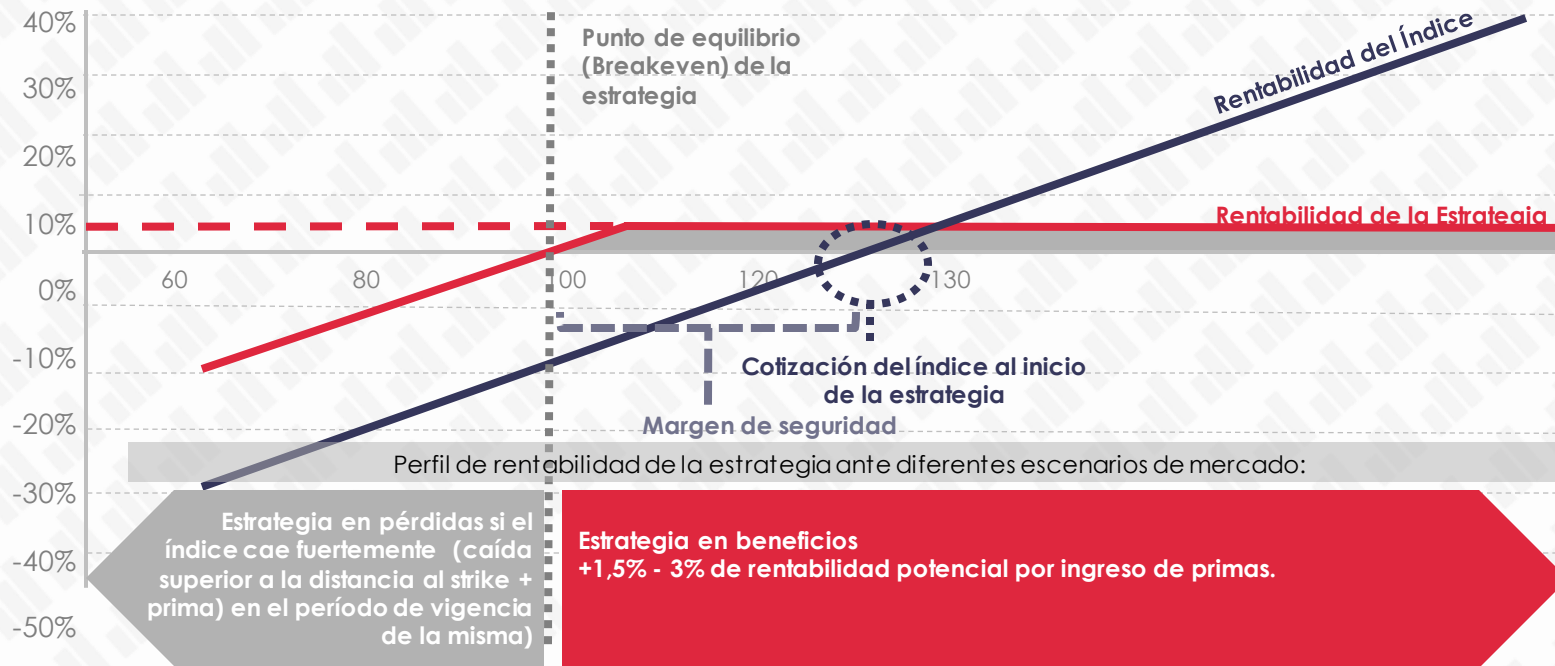 40%
30%
20%
10%
0%
-10%
-20%
-30%
-40%
-50%
Punto de equilibrio
(Breakeven) de la
estrategia
Rentabilidad del Índice
Rentabilidad de la Estrategia
60
80
100
120
130
Cotización del índice al inicio
de la estrategia
Margen de seguridad
Perfil de rentabilidad de la estrategia ante diferentes escenarios de mercado:
Estrategia en pérdidas si el
índice cae fuertemente (caída
superior a la distancia al strike +
prima) en el período de vigencia
de la misma)
Estrategia en beneficios
+1,5% - 3% de rentabilidad potencial por ingreso de primas.